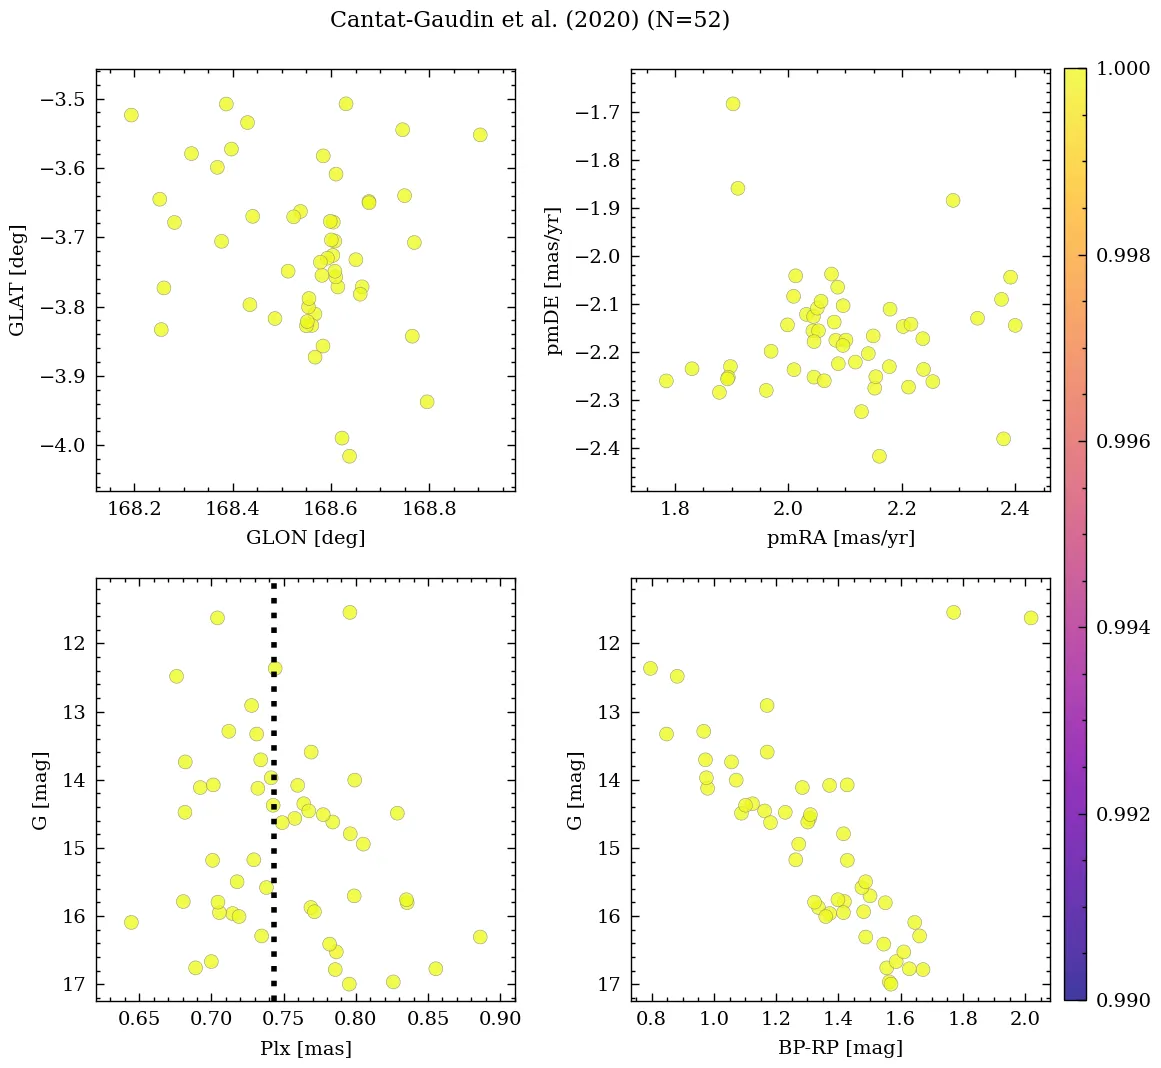 Cantat-Gaudin et al. (2020) (N=52)
−3.5
−3.6
−3.7
−3.8
−3.9
−4.0
GLAT [deg]
168.2 168.4 168.6 168.8
GLON [deg]
−1.7
−1.8
−1.9
−2.0
−2.1
−2.2
−2.3
−2.4
pmDE [mas/yr]
1.8 2.0 2.2 2.4
pmRA [mas/yr]
1.000
0.998
0.996
0.994
0.992
0.990
12
13
14
15
16
17
G [mag]
0.65 0.70 0.75 0.80 0.85 0.90
Plx [mas]
12
13
14
15
16
17
G [mag]
0.8 1.0 1.2 1.4 1.6 1.8 2.0
BP-RP [mag]